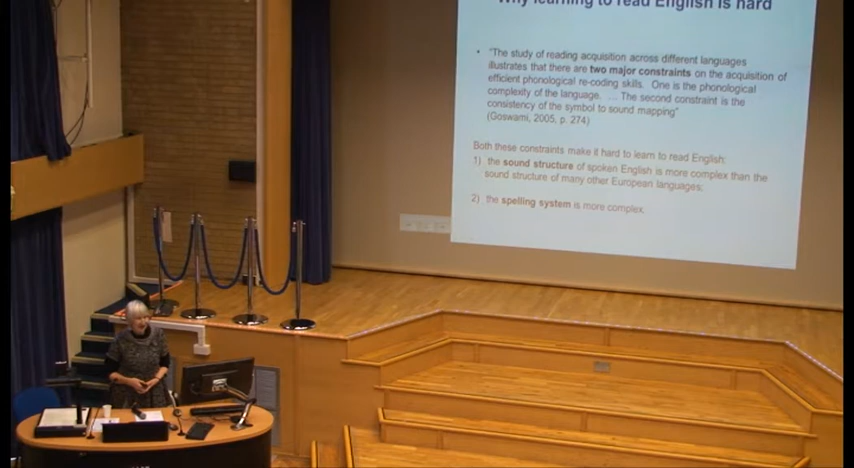 Why learning to read English is hard
• "The study of reading acquisition across different languages
illustrates that there are two major constraints on the acquisition of
efficient phonological re-coding skills. One is the phonological
complexity of the language. ... The second constraint is the
consistency of the symbol to sound mapping"
(Goswami, 2005, p. 274)
Both these constraints make it hard to learn to read English:
1) the sound structure of spoken English is more complex than the
sound structure of many other European languages;
2) the spelling system is more complex.